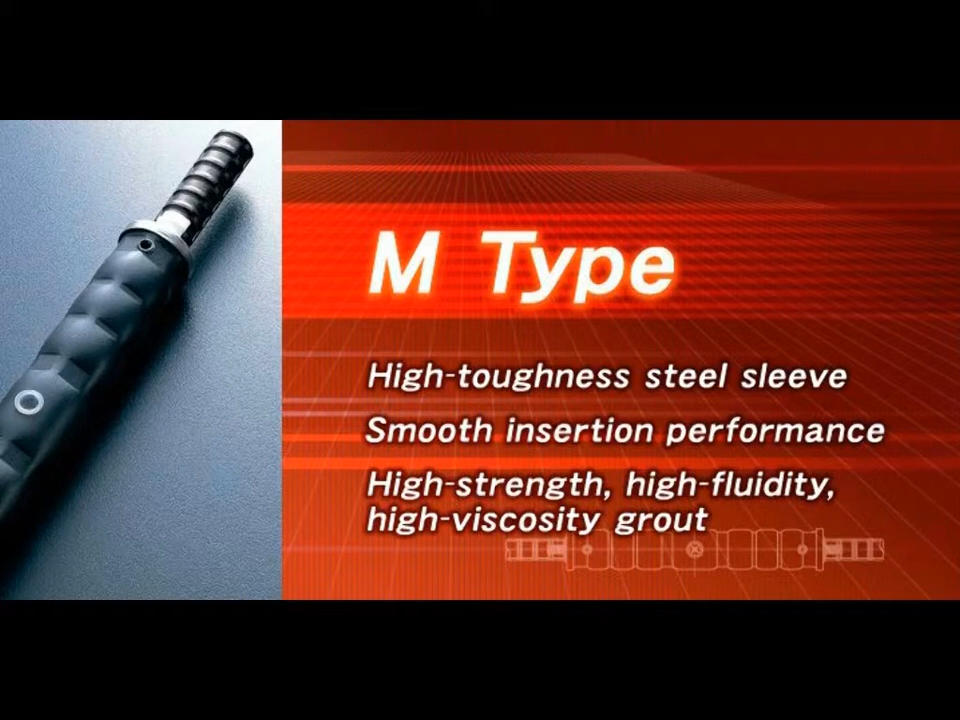 M Type
High-toughness steel sleeve
Smooth insertion performance
High-strength, high-fluidity,
high-viscosity grout